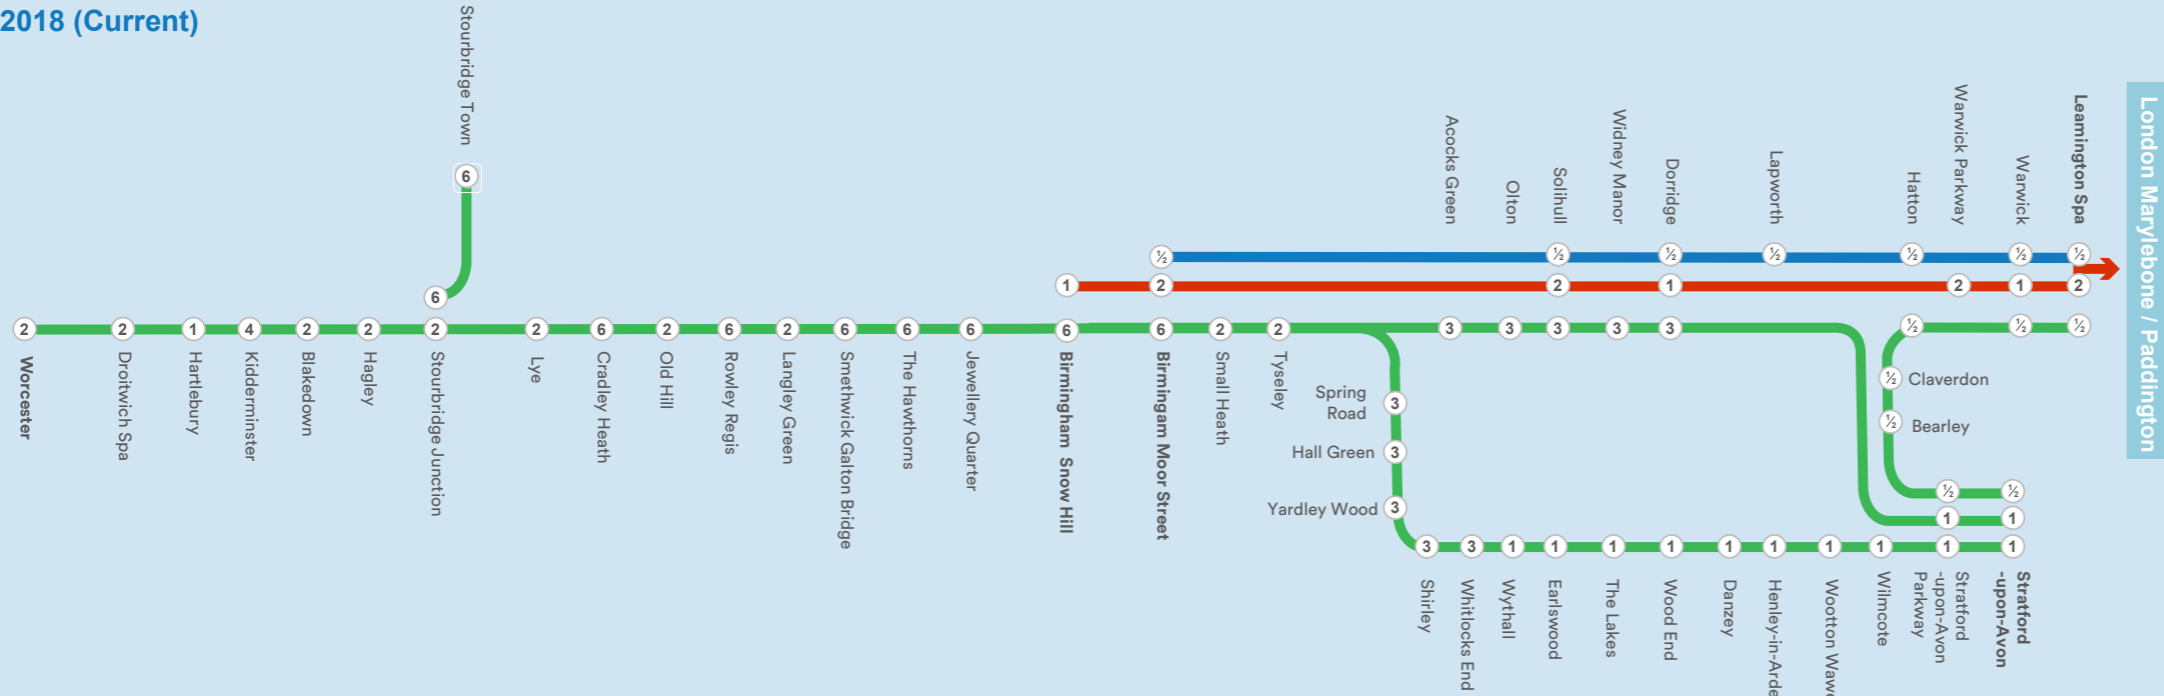 2018 (Current)
Stourbridge Town
6
6
Acocks Green
Olton
Solihull
Widney Manor
Dorridge
Lapworth
Hatton
Warwick Parkway
Warwick
Leamington Spa
London Marylebone / Paddington
½ ½ ½ ½ ½ ½ ½
1 2 2 1 2 1 2
2 2 1 4 2 2 2 2 6 2 6 2 6 6 6 6 6 2 2 3 3 3 3 3 ½ ½ ½
Worcester
Droitwich Spa
Hartlebury
Kidderminster
Blakedown
Hagley
Stourbridge Junction
Lye
Cradley Heath
Old Hill
Rowley Regis
Langley Green
Smethwick Galton Bridge
The Hawthorns
Jewellery Quarter
Birmingham Snow Hill
Birmingam Moor Street
Small Heath
Tyseley
Spring
Road
3
Hall Green 3
Yardley Wood 3
½ Claverdon
½ Bearley
½ ½
1 1
3 3 1 1 1 1 1 1 1 1 1 1
Shirley
Whitlocks End
Wythall
Earlswood
The Lakes
Wood End
Danzey
Henley-in-Arde
Wootton Wawe
Wilmcote
Stratford
-upon-Avon
Parkway
Stratford
-upon-Avon